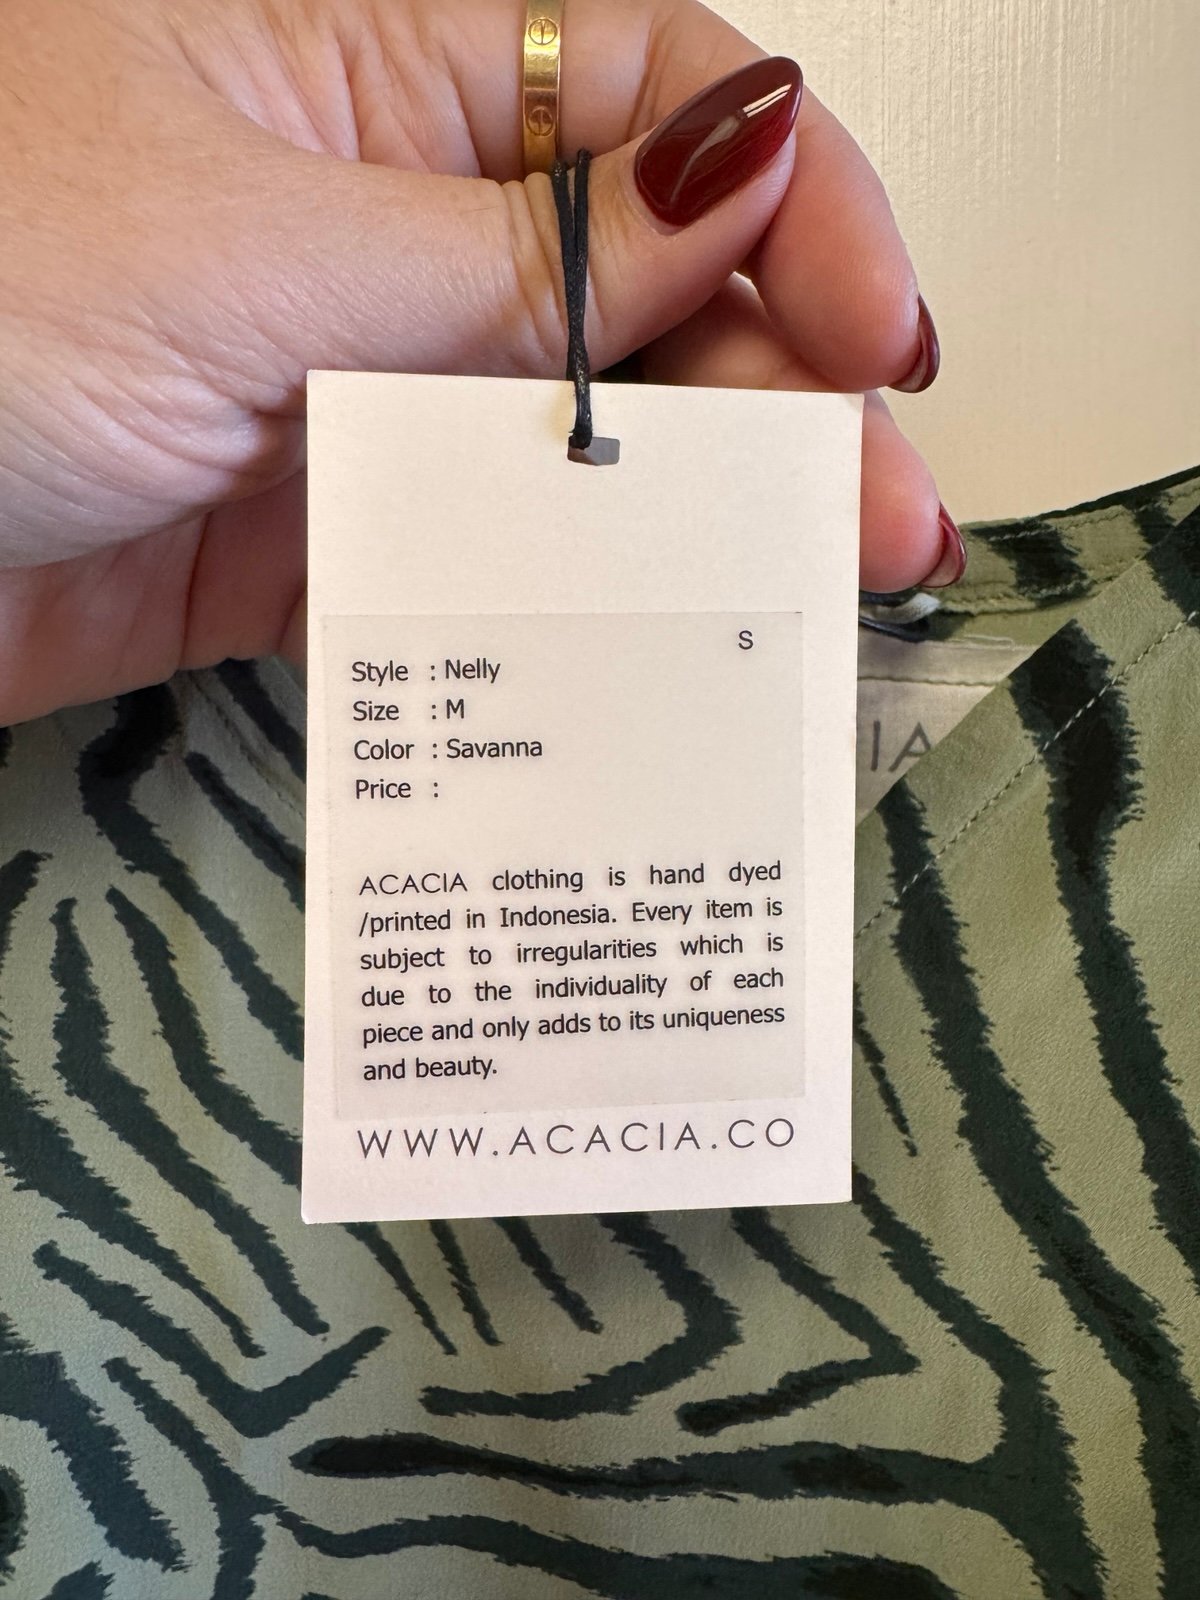 S
Style : Nelly
Size : M
Color : Savanna
Price :
ACACIA clothing is hand dyed
/printed in Indonesia. Every item is
subject to irregularities which is
due to the individuality of each
piece and only adds to its uniqueness
and beauty.
WWW.ACACIA.CO
IA